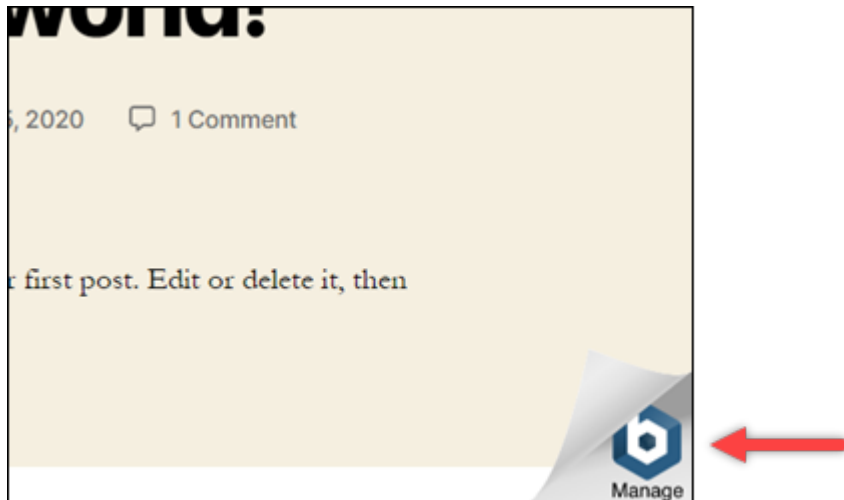 world!
, 2020
1 Comment
r first post. Edit or delete it, then
Manage